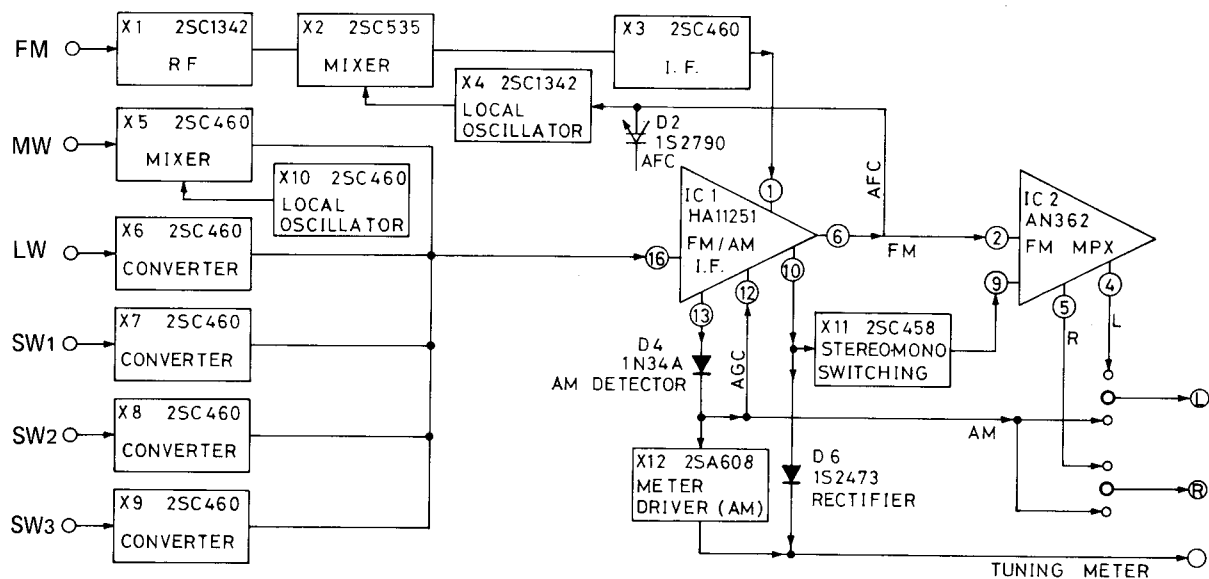 FM
X1 2SC1342
RF
X2 2SC535
MIXER
X3 2SC460
I.F.
X4 2SC1342
LOCAL
OSCILLATOR
D2
1S2790
AFC
MW
X5 2SC460
MIXER
X10 2SC460
LOCAL
OSCILLATOR
LW
X6 2SC460
CONVERTER
SW1
X7 2SC460
CONVERTER
SW2
X8 2SC460
CONVERTER
SW3
X9 2SC460
CONVERTER
1
IC1
HA11251
FM/AM
I.F.
16
6
10
12
13
AFC
FM
2
IC2
AN362
FM MPX
9
4
5
L
R
D4
1N34A
AM DETECTOR
AGC
X11 2SC458
STEREO-MONO
SWITCHING
AM
L
R
X12 2SA608
METER
DRIVER (AM)
D6
1S2473
RECTIFIER
TUNING METER